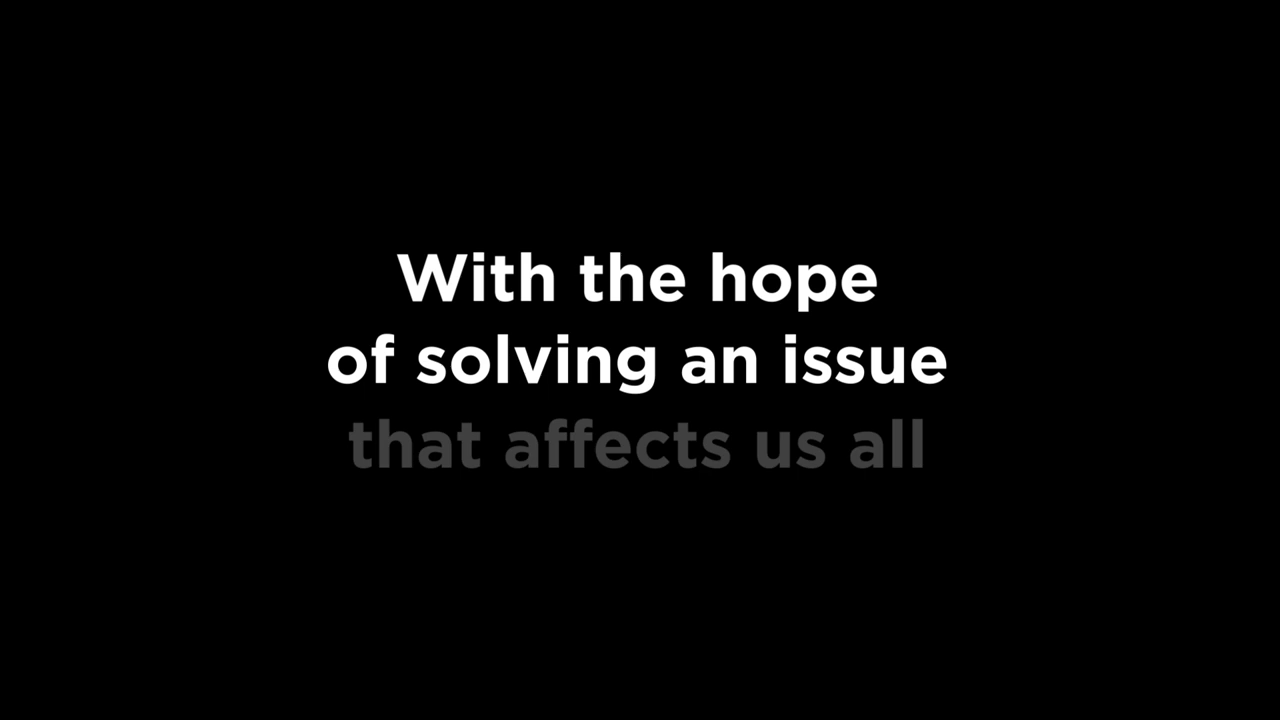 With the hope
of solving an issue
that affects us all